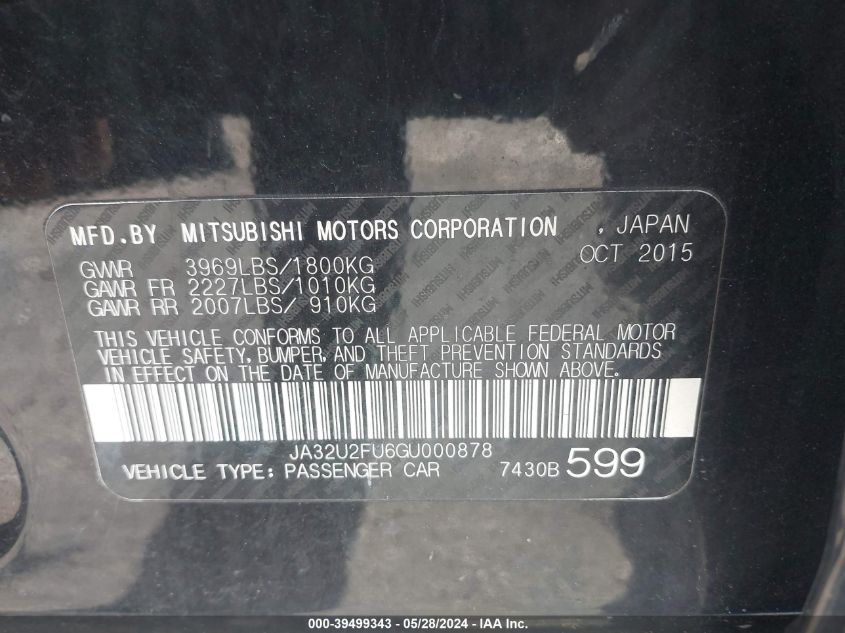 MFD.BY MITSUBISHI MOTORS CORPORATION , JAPAN
OCT 2015
GVWR 3969LBS/1800KG
GAWR FR 2227LBS/1010KG
GAWR RR 2007LBS/ 910KG
THIS VEHICLE CONFORMS TO ALL APPLICABLE FEDERAL MOTOR
VEHICLE SAFETY, BUMPER, AND THEFT PREVENTION STANDARDS
IN EFFECT ON THE DATE OF MANUFACTURE SHOWN ABOVE.
JA32U2FU6GU000878
VEHICLE TYPE: PASSENGER CAR 7430B 599
000-39499343 - 05/28/2024 - IAA Inc.